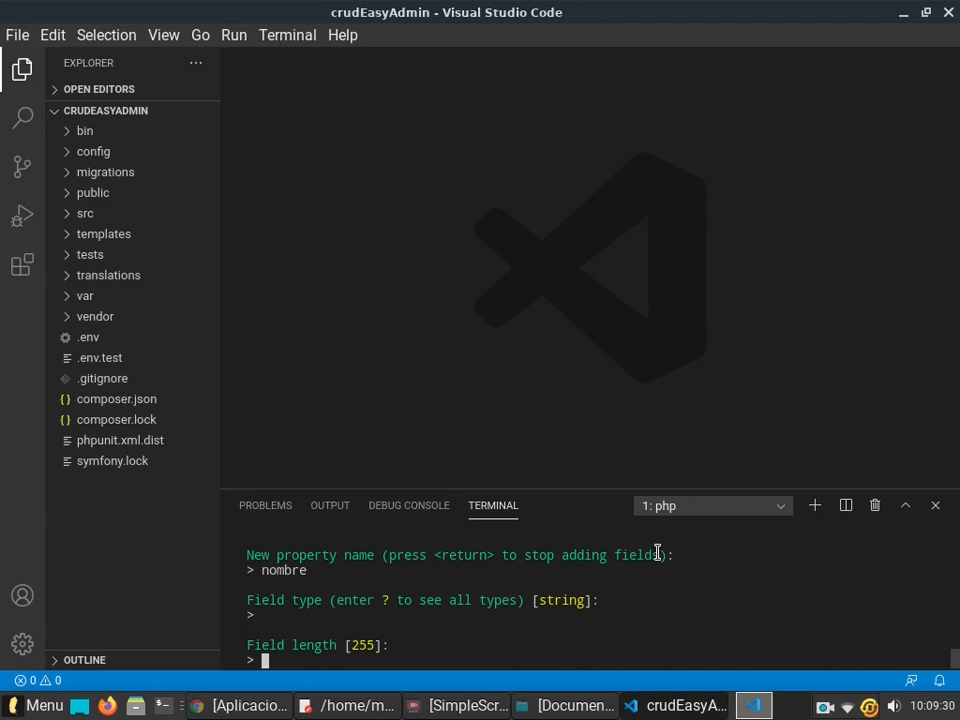 crudEasyAdmin - Visual Studio Code
File Edit Selection View Go Run Terminal Help
EXPLORER ...
OPEN EDITORS
CRUDEASYADMIN
bin
config
migrations
public
src
templates
tests
translations
var
vendor
.env
.env.test
.gitignore
{} composer.json
{} composer.lock
phpunit.xml.dist
symfony.lock
OUTLINE
PROBLEMS OUTPUT DEBUG CONSOLE TERMINAL 1: php
New property name (press <return> to stop adding fields):
> nombre
Field type (enter ? to see all types) [string]:
>
Field length [255]:
>
0 0
Menu [Aplicacio... /home/m... [SimpleScr... [Documen... crudEasyA... 10:09:30